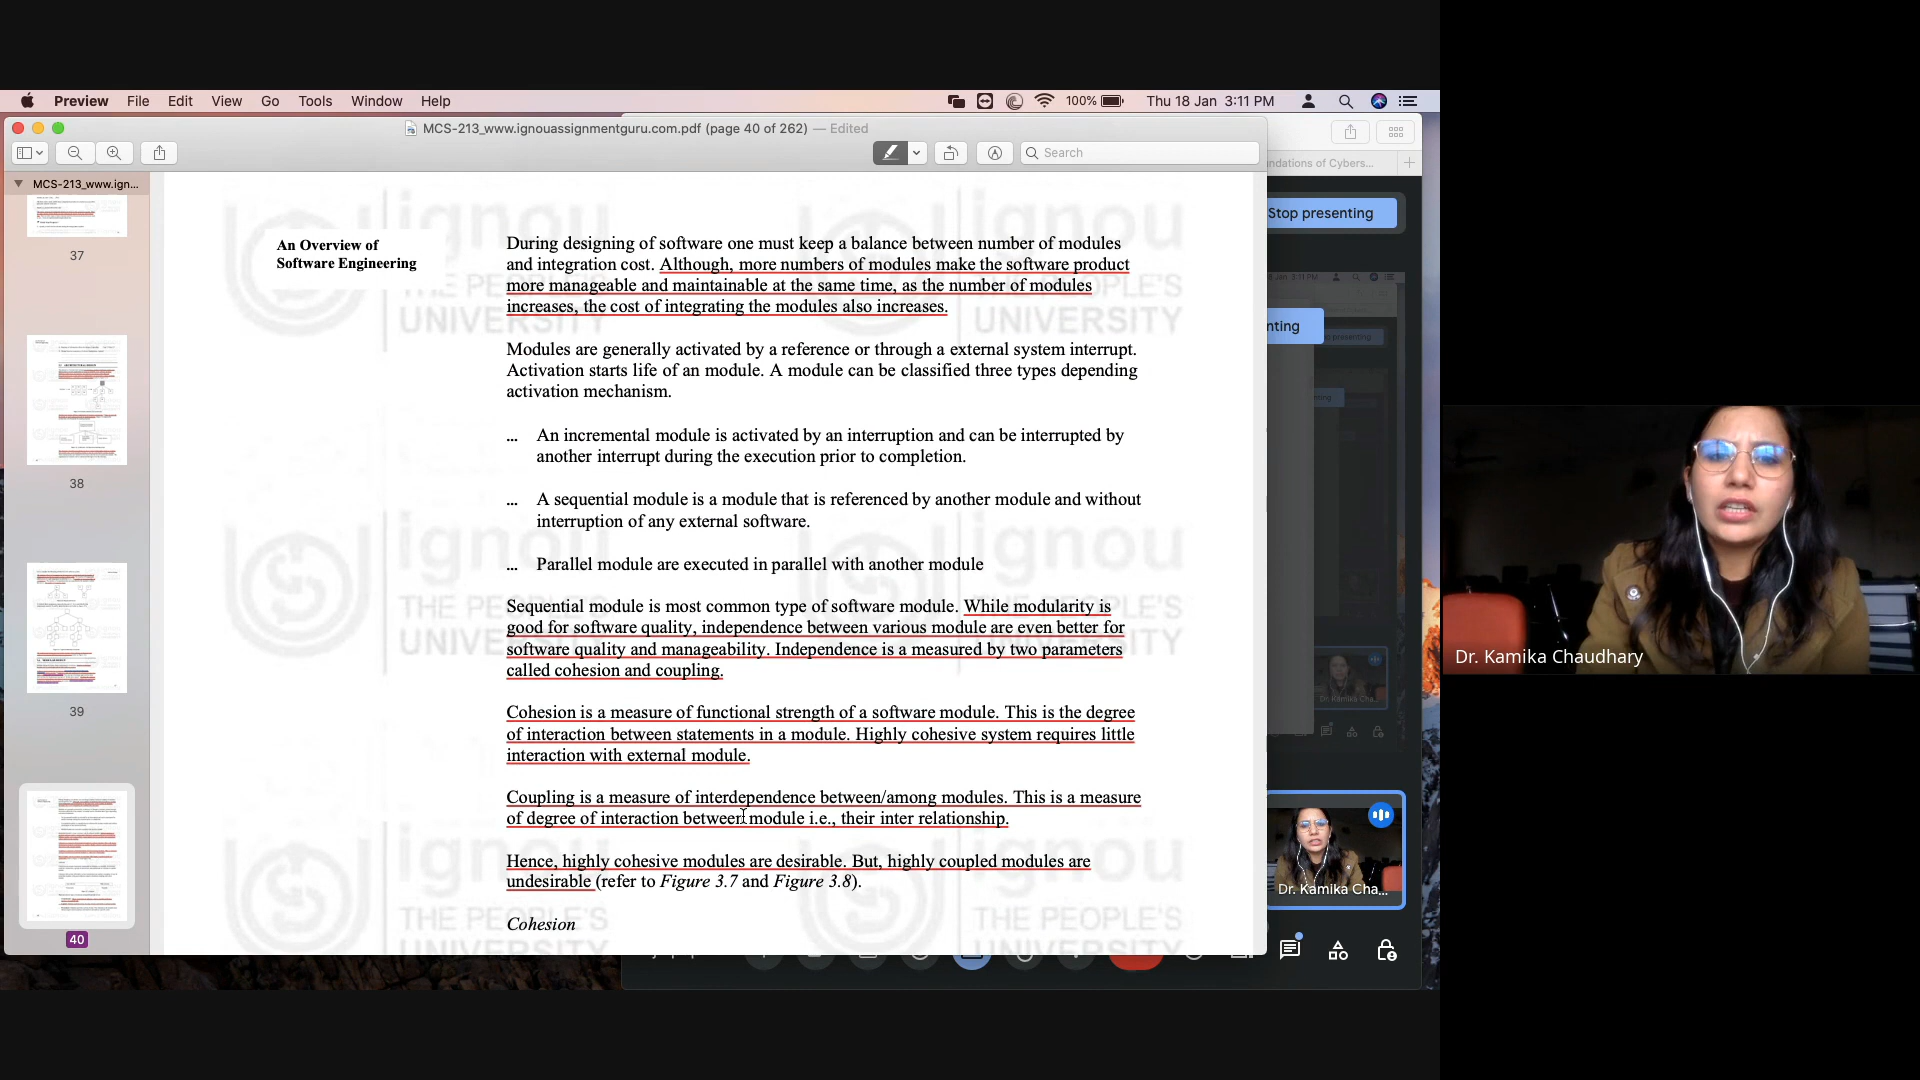 Preview File Edit View Go Tools Window Help
100% Thu 18 Jan 3:11 PM
MCS-213_www.ignouassignmentguru.com.pdf (page 40 of 262) — Edited
Search
MCS-213_www.ign...
37
38
39
40
An Overview of
Software Engineering
During designing of software one must keep a balance between number of modules
and integration cost. Although, more numbers of modules make the software product
more manageable and maintainable at the same time, as the number of modules
increases, the cost of integrating the modules also increases.
Modules are generally activated by a reference or through a external system interrupt.
Activation starts life of an module. A module can be classified three types depending
activation mechanism.
... An incremental module is activated by an interruption and can be interrupted by
another interrupt during the execution prior to completion.
... A sequential module is a module that is referenced by another module and without
interruption of any external software.
... Parallel module are executed in parallel with another module
Sequential module is most common type of software module. While modularity is
good for software quality, independence between various module are even better for
software quality and manageability. Independence is a measured by two parameters
called cohesion and coupling.
Cohesion is a measure of functional strength of a software module. This is the degree
of interaction between statements in a module. Highly cohesive system requires little
interaction with external module.
Coupling is a measure of interdependence between/among modules. This is a measure
of degree of interaction between module i.e., their inter relationship.
Hence, highly cohesive modules are desirable. But, highly coupled modules are
undesirable (refer to Figure 3.7 and Figure 3.8).
Cohesion
ignou
THE PEOPLE'S
UNIVERSITY
ndations of Cybers...
Stop presenting
nting
Dr. Kamika Cha...
Dr. Kamika Chaudhary